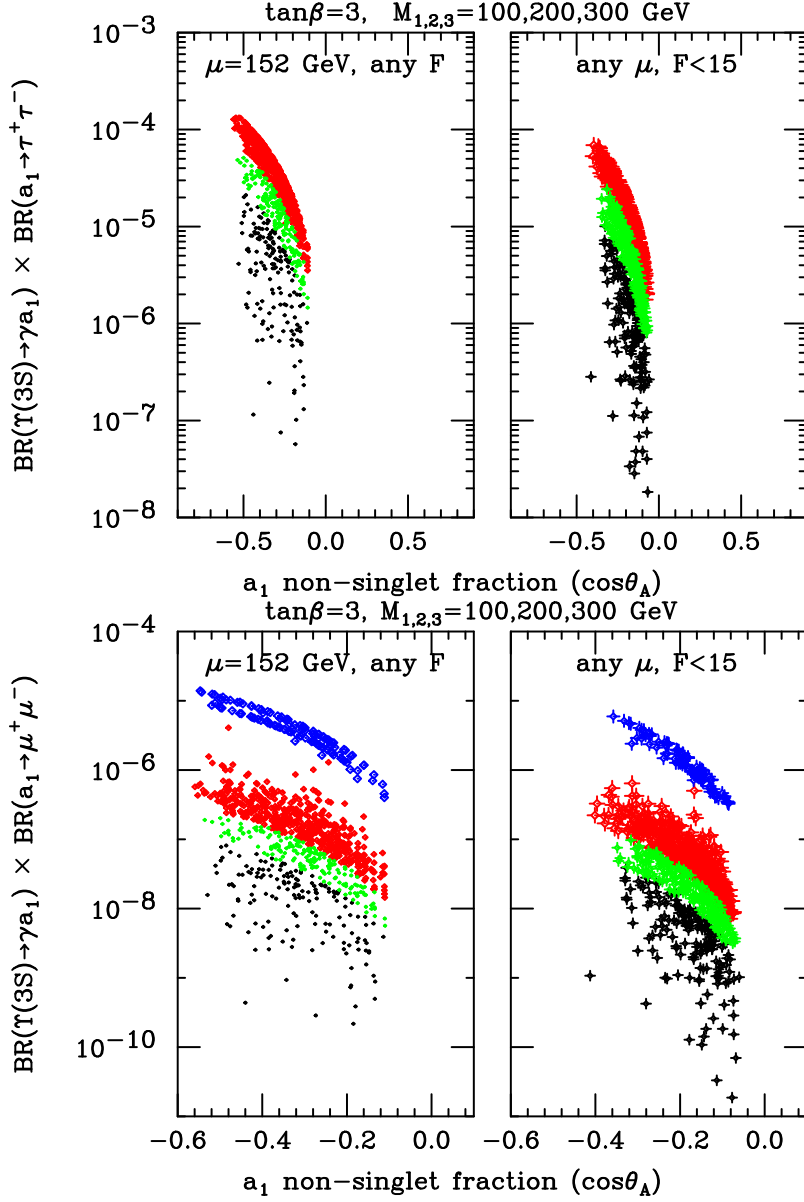 tanβ=3, M₁,₂,₃=100,200,300 GeV
μ=152 GeV, any F
any μ, F<15
BR(Υ(3S)→γa₁) × BR(a₁→τ⁺τ⁻)
10⁻³
10⁻⁴
10⁻⁵
10⁻⁶
10⁻⁷
10⁻⁸
−0.5 0.0 0.5 −0.5 0.0 0.5
a₁ non−singlet fraction (cosθ_A)
tanβ=3, M₁,₂,₃=100,200,300 GeV
μ=152 GeV, any F
any μ, F<15
BR(Υ(3S)→γa₁) × BR(a₁→μ⁺μ⁻)
10⁻⁴
10⁻⁶
10⁻⁸
10⁻¹⁰
−0.6 −0.4 −0.2 0.0 −0.6 −0.4 −0.2 0.0
a₁ non−singlet fraction (cosθ_A)